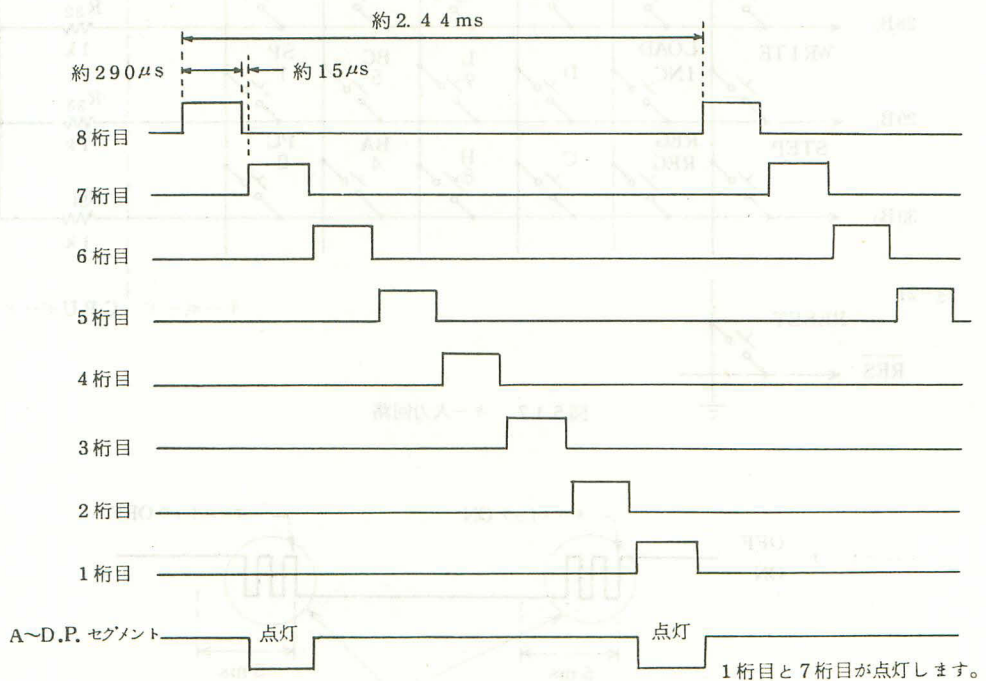 約2.44ms
約290μs
約15μs
8桁目
7桁目
6桁目
5桁目
4桁目
3桁目
2桁目
1桁目
A~D.P. セグメント 点灯 点灯
1桁目と7桁目が点灯します。